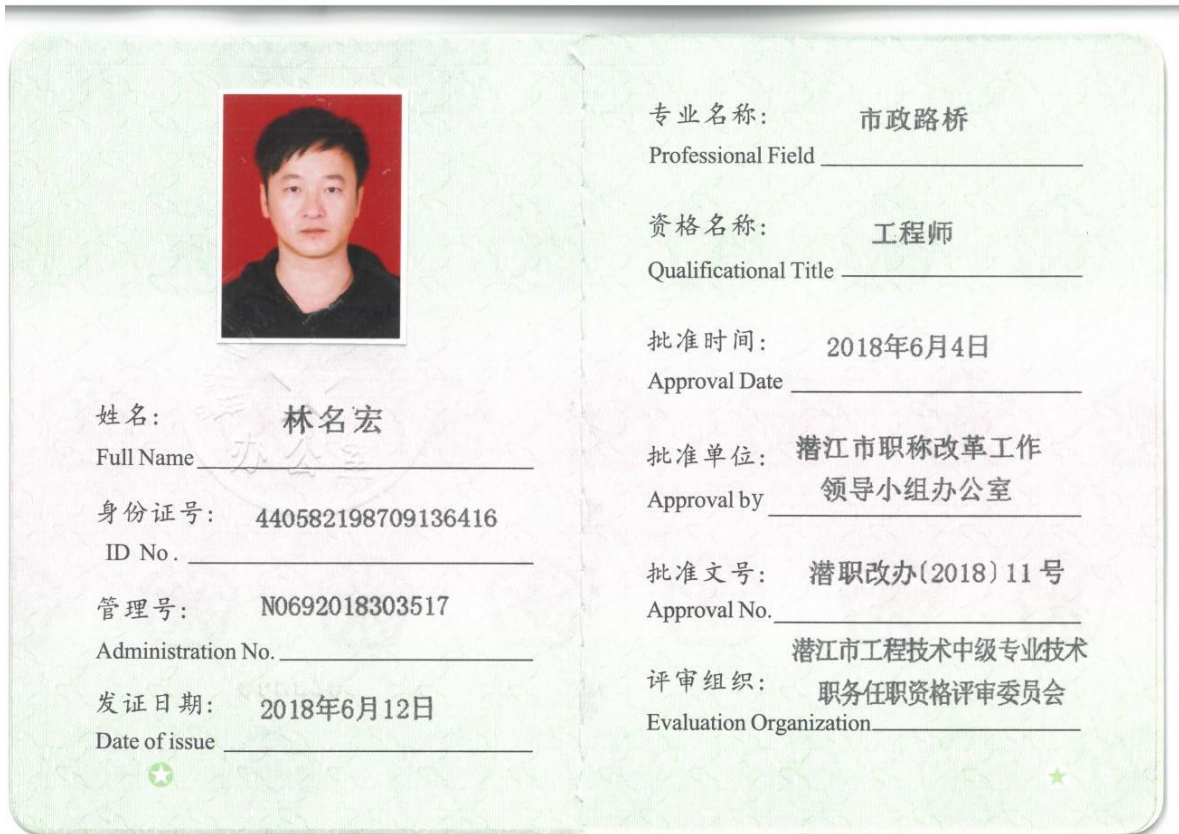 姓名: 林名宏
Full Name
身份证号: 440582198709136416
ID No .
管理号: N0692018303517
Administration No.
发证日期: 2018年6月12日
Date of issue
专业名称: 市政路桥
Professional Field
资格名称: 工程师
Qualificational Title
批准时间: 2018年6月4日
Approval Date
批准单位: 潜江市职称改革工作
Approval by 领导小组办公室
批准文号: 潜职改办〔2018〕11号
Approval No.
潜江市工程技术中级专业技术
评审组织: 职务任职资格评审委员会
Evaluation Organization
办公室